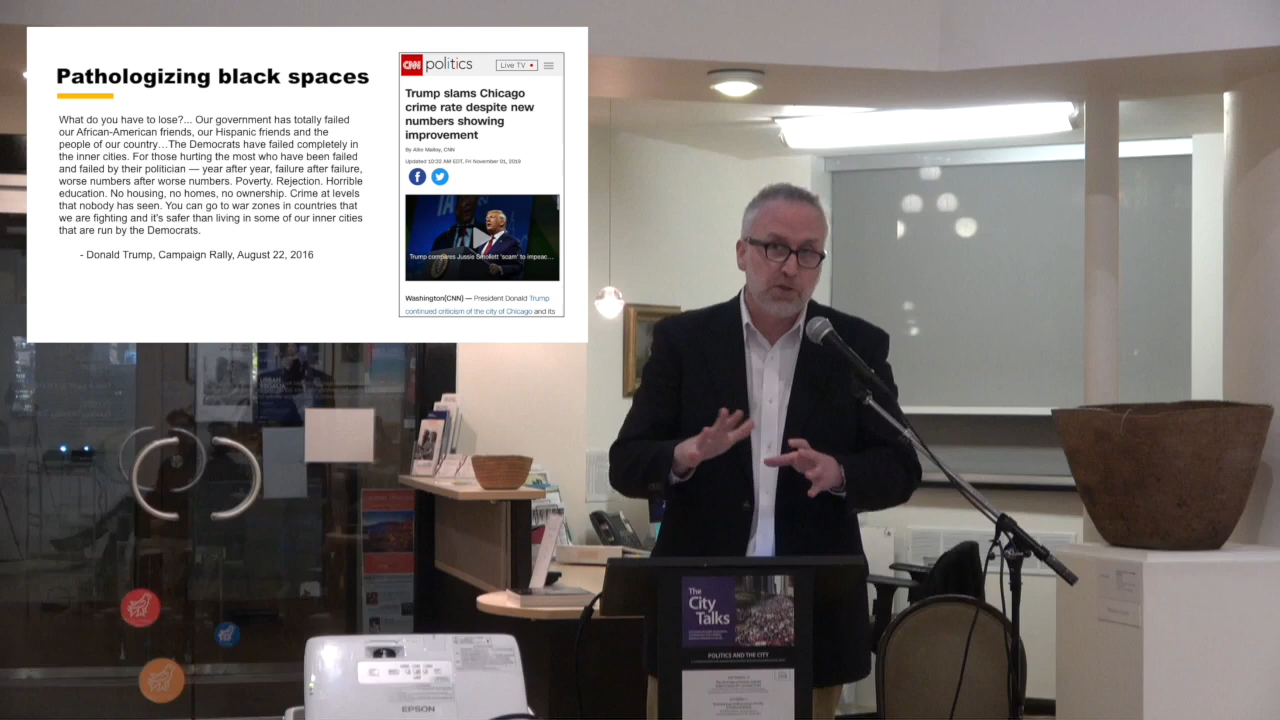 Pathologizing black spaces
What do you have to lose?... Our government has totally failed
our African-American friends, our Hispanic friends and the
people of our country…The Democrats have failed completely in
the inner cities. For those hurting the most who have been failed
and failed by their politician — year after year, failure after failure,
worse numbers after worse numbers. Poverty. Rejection. Horrible
education. No housing, no homes, no ownership. Crime at levels
that nobody has seen. You can go to war zones in countries that
we are fighting and it's safer than living in some of our inner cities
that are run by the Democrats.
- Donald Trump, Campaign Rally, August 22, 2016
CNN politics
Live TV
Trump slams Chicago
crime rate despite new
numbers showing
improvement
By Allie Malloy, CNN
Updated 10:32 AM EDT, Fri November 01, 2019
Trump compares Jussie Smollett 'scam' to impeac...
Washington(CNN) — President Donald Trump
continued criticism of the city of Chicago and its
The
City
Talks
POLITICS AND THE CITY
EPSON